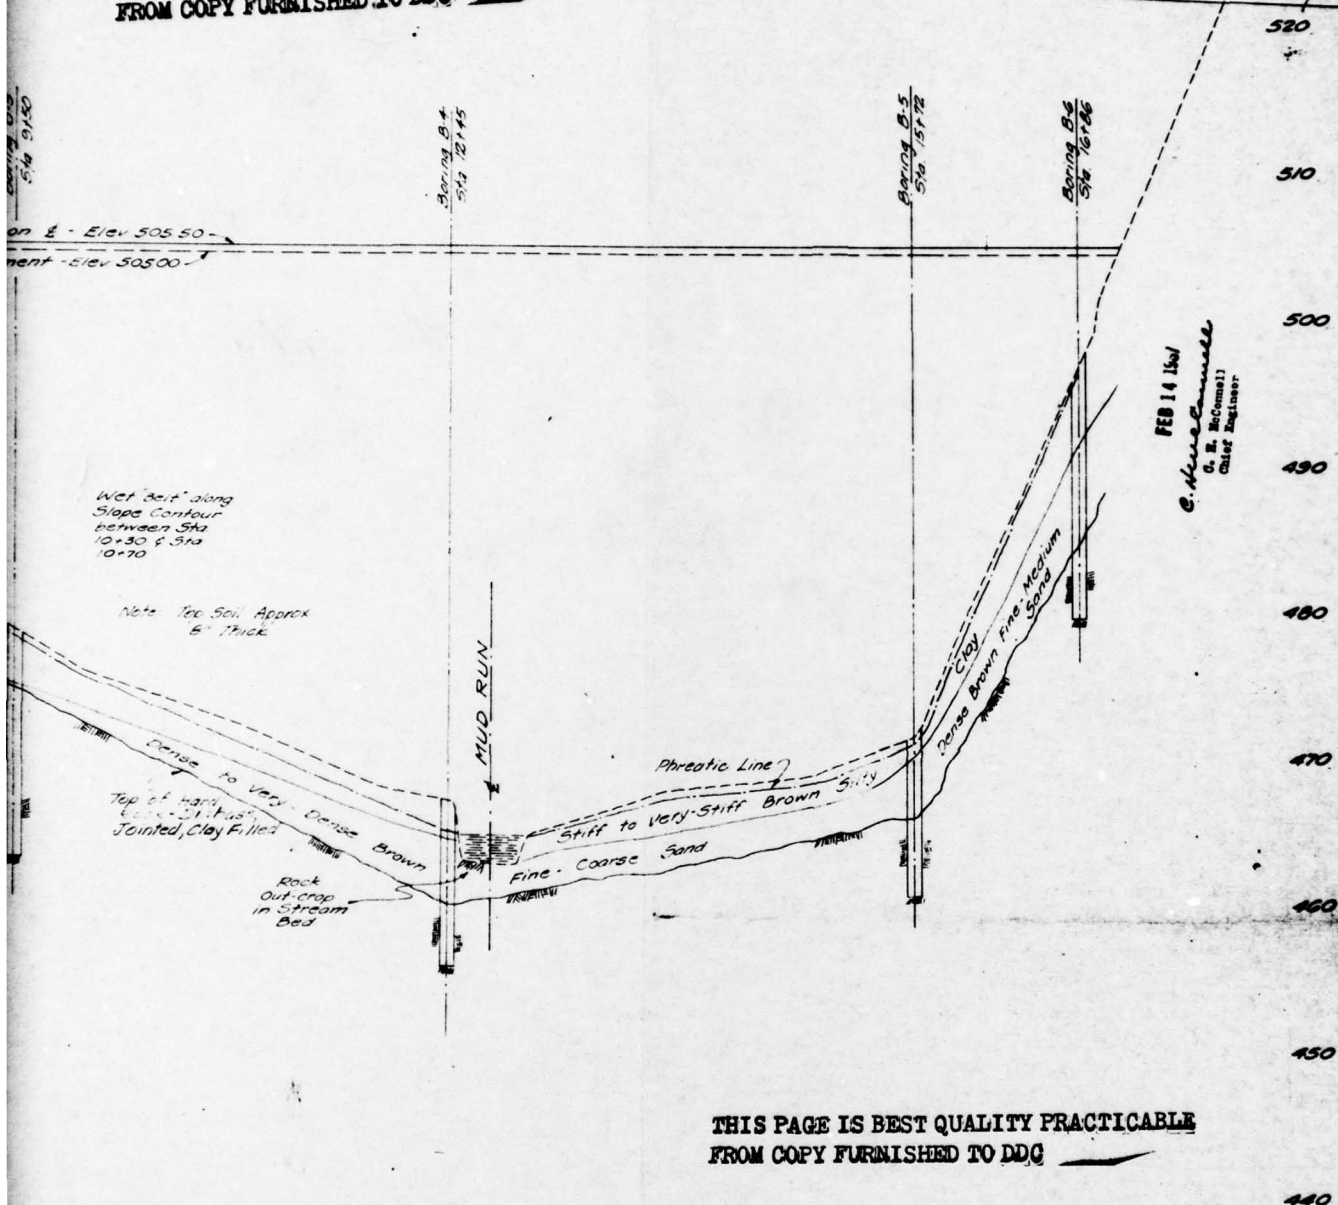 FROM COPY FURNISHED TO DDC
520
Sta 9+50
Boring B-4
Sta 12+45
Boring B-5
Sta. 15+72
Boring B-6
Sta 16+86
510
on ℄ - Elev 505.50
ment - Elev 505.00
500
FEB 14 1961
C. E. McConnell
Chief Engineer
490
Wet "Belt" along
Slope Contour
between Sta
10+30 & Sta
10+70
480
Note Top Soil Approx
Thick
MUD RUN
Clay
Dense Brown Fine-Medium
Sand
470
Phreatic Line
Stiff to Very-Stiff Brown Silty
Dense to Very-Dense Brown
Fine-Coarse Sand
Top of Hard
Jointed, Clay Filled
Rock
Out-crop
in Stream
Bed
460
450
THIS PAGE IS BEST QUALITY PRACTICABLE
FROM COPY FURNISHED TO DDC
440